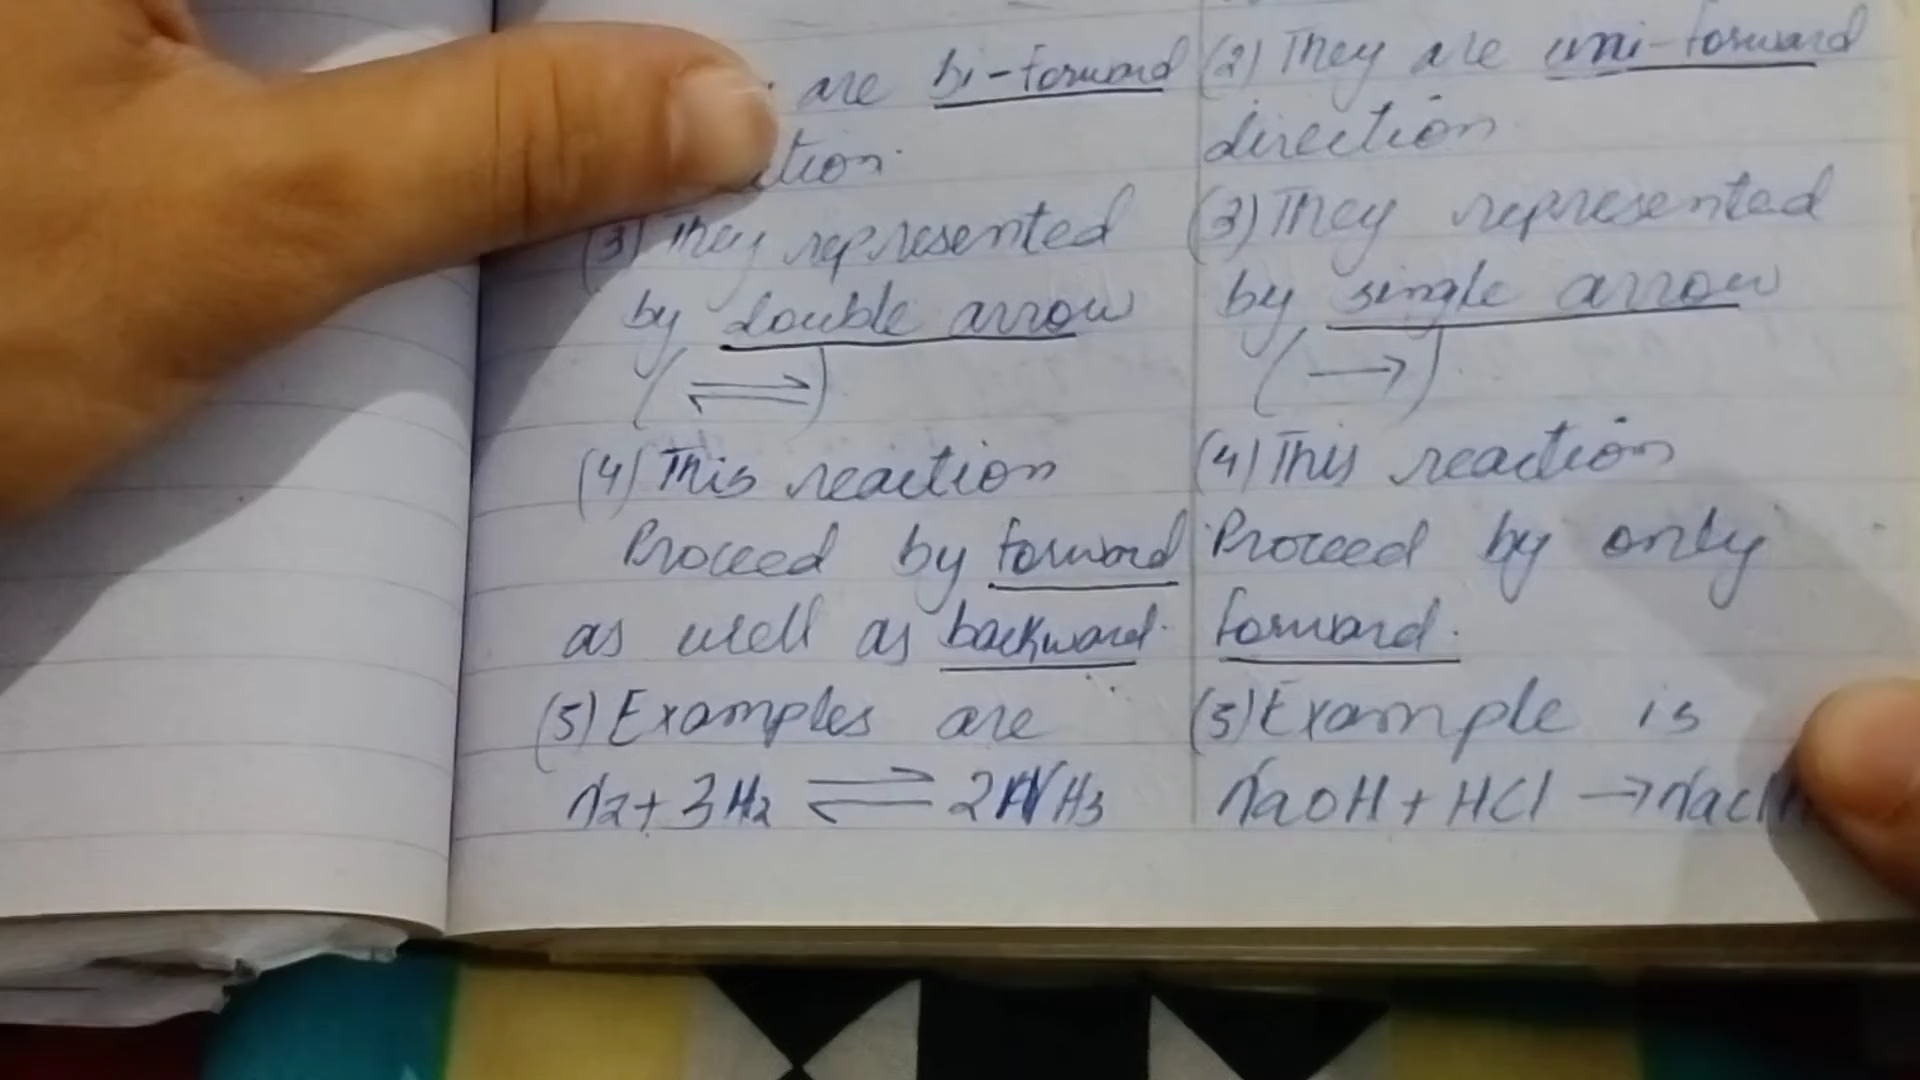 are bi-forward
(3) They represented
by double arrow
(⇌)
(4) This reaction
Proceed by forward
as well as backward.
(5) Examples are
N2 + 3H2 ⇌ 2NH3
(2) They are uni-forward
direction
(3) They represented
by single arrow
(→)
(4) This reaction
Proceed by only
forward.
(5) Example is
NaOH + HCl → NaCl